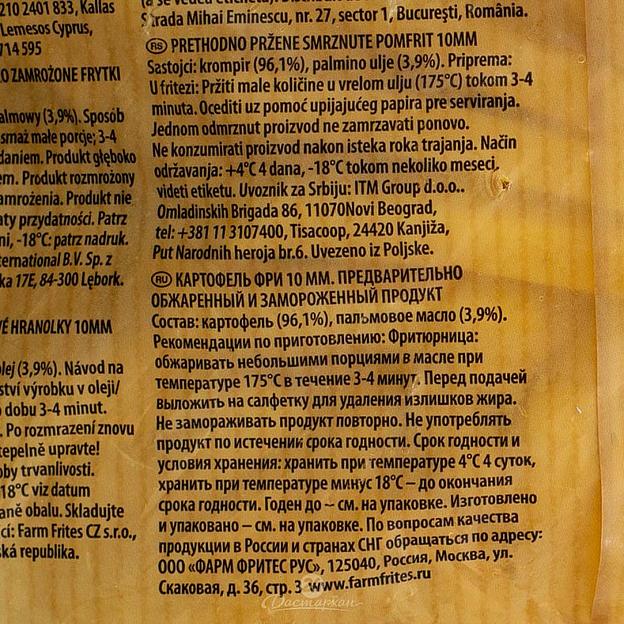 210 2401 833, Kallas
Lemesos Cyprus,
714 595
O ZAMROŻONE FRYTKI
almowy (3,9%). Sposób
smaż małe porcje; 3-4
daniem. Produkt głęboko
em. Produkt rozmrożony
amrożenia. Produkt nie
aty przydatności. Patrz
ni, -18°C: patrz nadruk.
ternational B.V. Sp. z
ka 17E, 84-300 Lębork.
VÉ HRANOLKY 10MM
lej (3,9%). Návod na
ství výrobku v oleji/
dobu 3-4 minut.
. Po rozmrazení znovu
tepelně upravte!
oby trvanlivosti.
18°C viz datum
aně obalu. Skladujte
cí: Farm Frites CZ s.r.o.,
ská republika.
Strada Mihai Eminescu, nr. 27, sector 1, Bucureşti, România.
RS PRETHODNO PRŽENE SMRZNUTE POMFRIT 10MM
Sastojci: krompir (96,1%), palmino ulje (3,9%). Priprema:
U fritezi: Pržiti male količine u vrelom ulju (175°C) tokom 3-4
minuta. Ocediti uz pomoć upijajućeg papira pre serviranja.
Jednom odmrznut proizvod ne zamrzavati ponovo.
Ne konzumirati proizvod nakon isteka roka trajanja. Način
održavanja: +4°C 4 dana, -18°C tokom nekoliko meseci,
videti etiketu. Uvoznik za Srbiju: ITM Group d.o.o..
Omladinskih Brigada 86, 11070Novi Beograd,
tel: +381 11 3107400, Tisacoop, 24420 Kanjiža,
Put Narodnih heroja br.6. Uvezeno iz Poljske.
RU КАРТОФЕЛЬ ФРИ 10 ММ. ПРЕДВАРИТЕЛЬНО
ОБЖАРЕННЫЙ И ЗАМОРОЖЕННЫЙ ПРОДУКТ
Состав: картофель (96,1%), пальмовое масло (3,9%).
Рекомендации по приготовлению: Фритюрница:
обжаривать небольшими порциями в масле при
температуре 175°C в течение 3-4 минут. Перед подачей
выложить на салфетку для удаления излишков жира.
Не замораживать продукт повторно. Не употреблять
продукт по истечении срока годности. Срок годности и
условия хранения: хранить при температуре 4°C 4 суток,
хранить при температуре минус 18°C – до окончания
срока годности. Годен до – см. на упаковке. Изготовлено
и упаковано – см. на упаковке. По вопросам качества
продукции в России и странах СНГ обращаться по адресу:
ООО «ФАРМ ФРИТЕС РУС», 125040, Россия, Москва, ул.
Скаковая, д. 36, стр. 3 www.farmfrites.ru
Дастархан